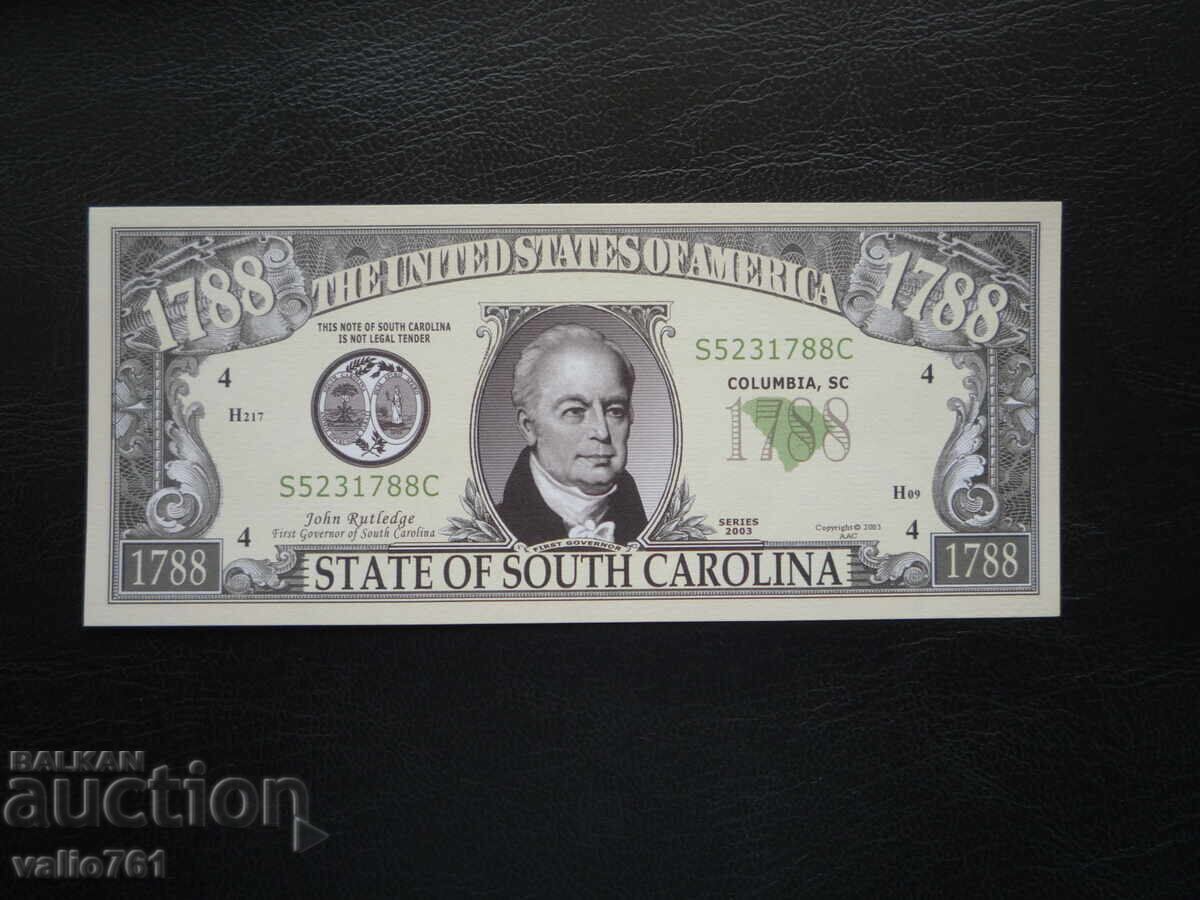 THE UNITED STATES OF AMERICA
1788
1788
THIS NOTE OF SOUTH CAROLINA
IS NOT LEGAL TENDER
S5231788C
COLUMBIA, SC
4
4
1788
H217
S5231788C
H09
John Rutledge
First Governor of South Carolina
SERIES
2003
Copyright © 2003
AAC
4
4
FIRST GOVERNOR
1788
STATE OF SOUTH CAROLINA
1788
BALKAN
auction
valio761